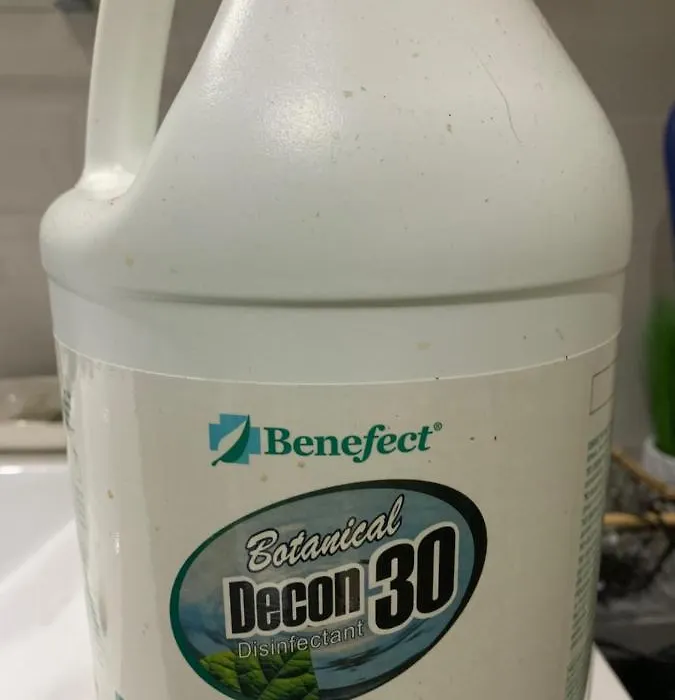 Benefect®
Botanical
Decon 30
Disinfectant